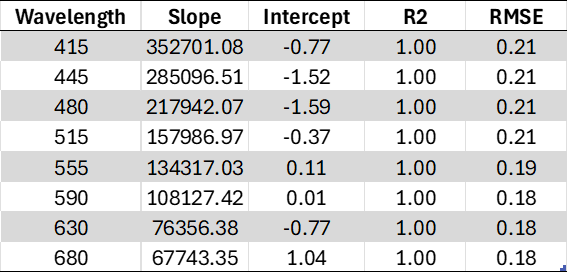 Wavelength Slope Intercept R2 RMSE
415 352701.08 -0.77 1.00 0.21
445 285096.51 -1.52 1.00 0.21
480 217942.07 -1.59 1.00 0.21
515 157986.97 -0.37 1.00 0.21
555 134317.03 0.11 1.00 0.19
590 108127.42 0.01 1.00 0.18
630 76356.38 -0.77 1.00 0.18
680 67743.35 1.04 1.00 0.18